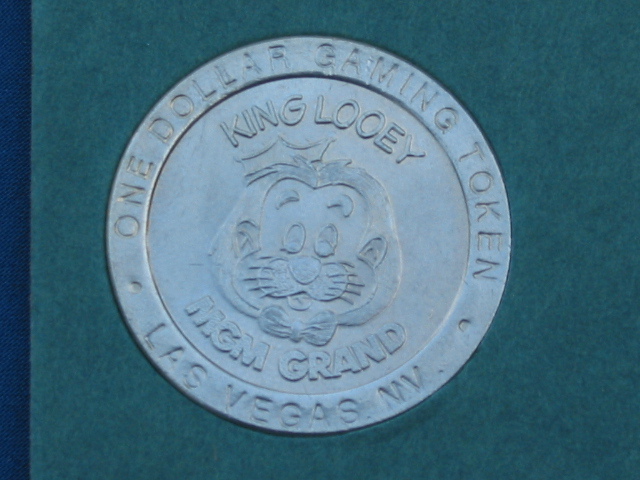 ONE DOLLAR GAMING TOKEN
KING LOOEY
MGM GRAND
LAS VEGAS. NV.